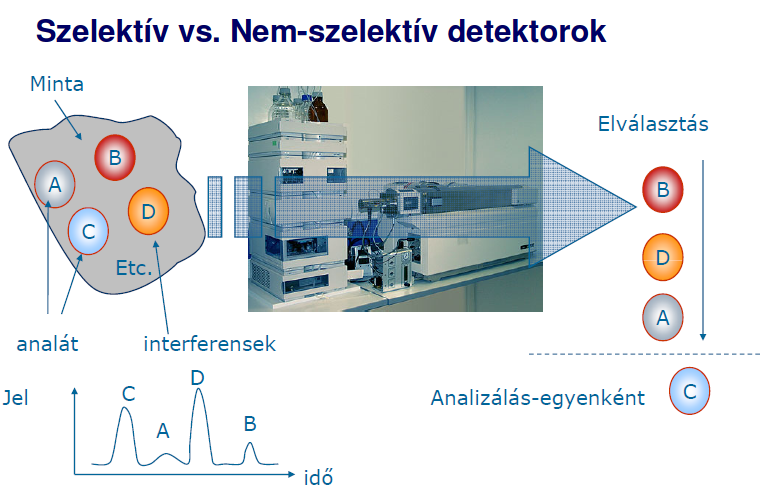 Szelektív vs. Nem-szelektív detektorok
Minta
B
A
D
C
Etc.
analát
interferensek
Elválasztás
B
D
A
Analizálás-egyenként
C
Jel
C
A
D
B
idő